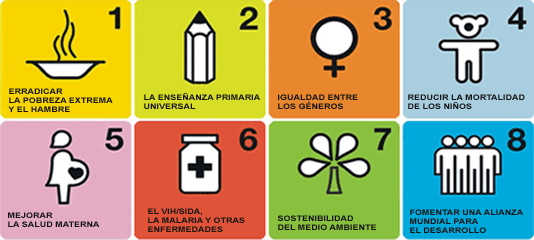 1
ERRADICAR
LA POBREZA EXTREMA
Y EL HAMBRE
2
LA ENSEÑANZA PRIMARIA
UNIVERSAL
3
IGUALDAD ENTRE
LOS GÉNEROS
4
REDUCIR LA MORTALIDAD
DE LOS NIÑOS
5
MEJORAR
LA SALUD MATERNA
6
EL VIH/SIDA,
LA MALARIA Y OTRAS
ENFERMEDADES
7
SOSTENIBILIDAD
DEL MEDIO AMBIENTE
8
FOMENTAR UNA ALIANZA
MUNDIAL PARA
EL DESARROLLO